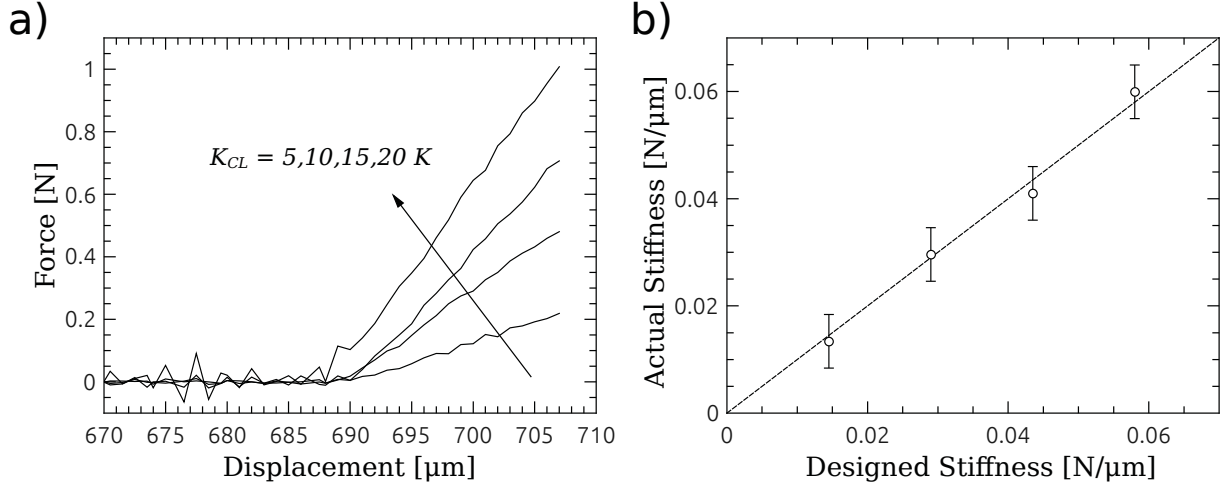 a)
Force [N]
1
0.8
0.6
0.4
0.2
0
K_CL = 5,10,15,20 K
670 675 680 685 690 695 700 705 710
Displacement [μm]
b)
Actual Stiffness [N/μm]
0.06
0.04
0.02
0
0 0.02 0.04 0.06
Designed Stiffness [N/μm]